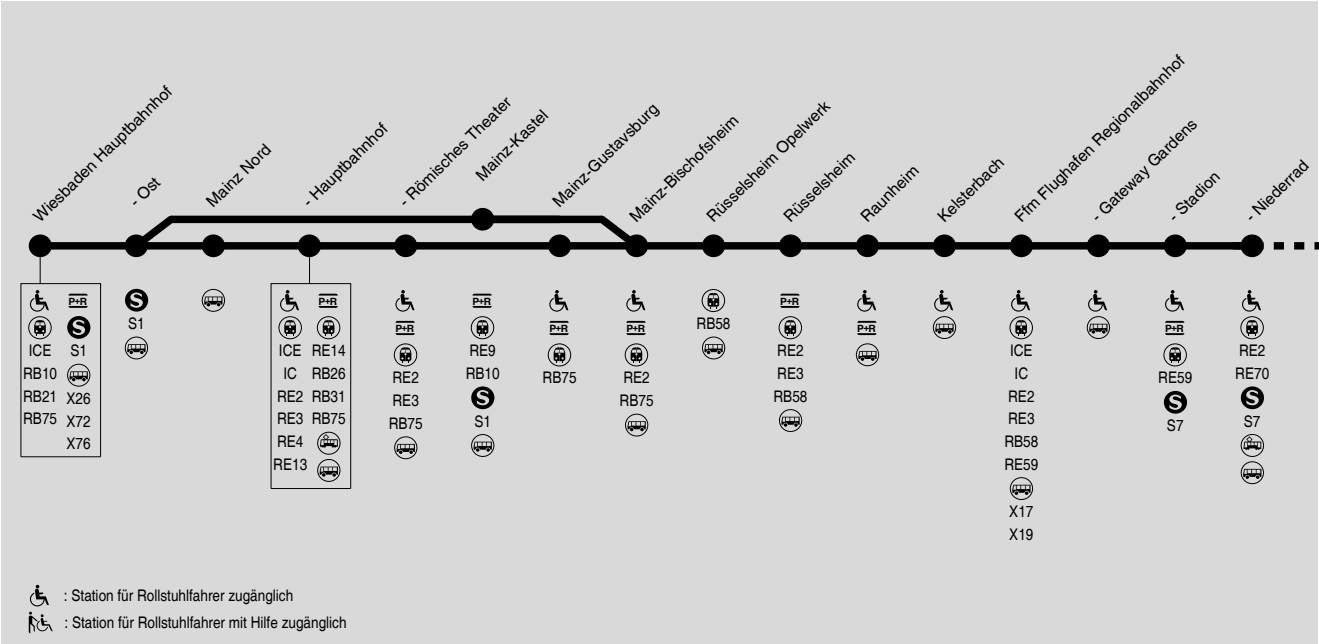 Wiesbaden Hauptbahnhof
- Ost
Mainz Nord
- Hauptbahnhof
- Römisches Theater
Mainz-Kastel
Mainz-Gustavsburg
Mainz-Bischofsheim
Rüsselsheim Opelwerk
Rüsselsheim
Raunheim
Kelsterbach
Ffm Flughafen Regionalbahnhof
- Gateway Gardens
- Stadion
- Niederrad
P+R
S
ICE S1
RB10
RB21 X26
RB75 X72
X76
S
S1
P+R
ICE RE14
IC RB26
RE2 RB31
RE3 RB75
RE4
RE13
P+R
RE2
RE3
RB75
P+R
RE9
RB10
S
S1
P+R
RB75
P+R
RE2
RB75
RB58
P+R
RE2
RE3
RB58
P+R
ICE
IC
RE2
RE3
RB58
RE59
X17
X19
P+R
RE59
S
S7
RE2
RE70
S
S7
: Station für Rollstuhlfahrer zugänglich
: Station für Rollstuhlfahrer mit Hilfe zugänglich